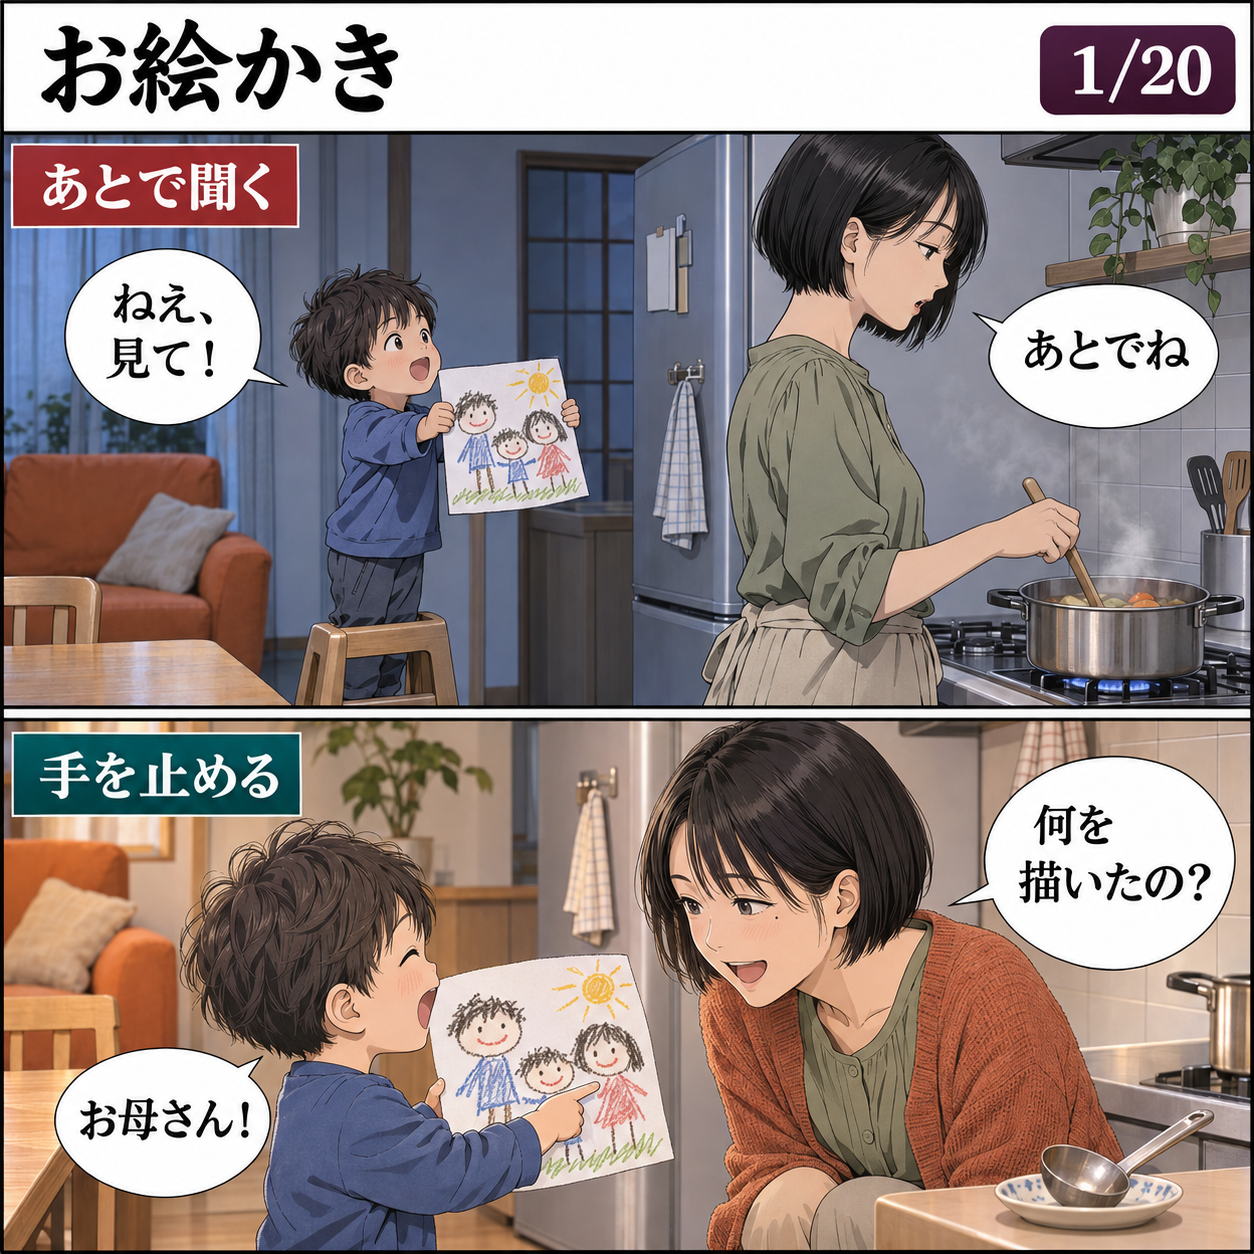 お絵かき
1/20
あとで聞く
ねえ、
見て！
あとでね
手を止める
何を
描いたの？
お母さん！